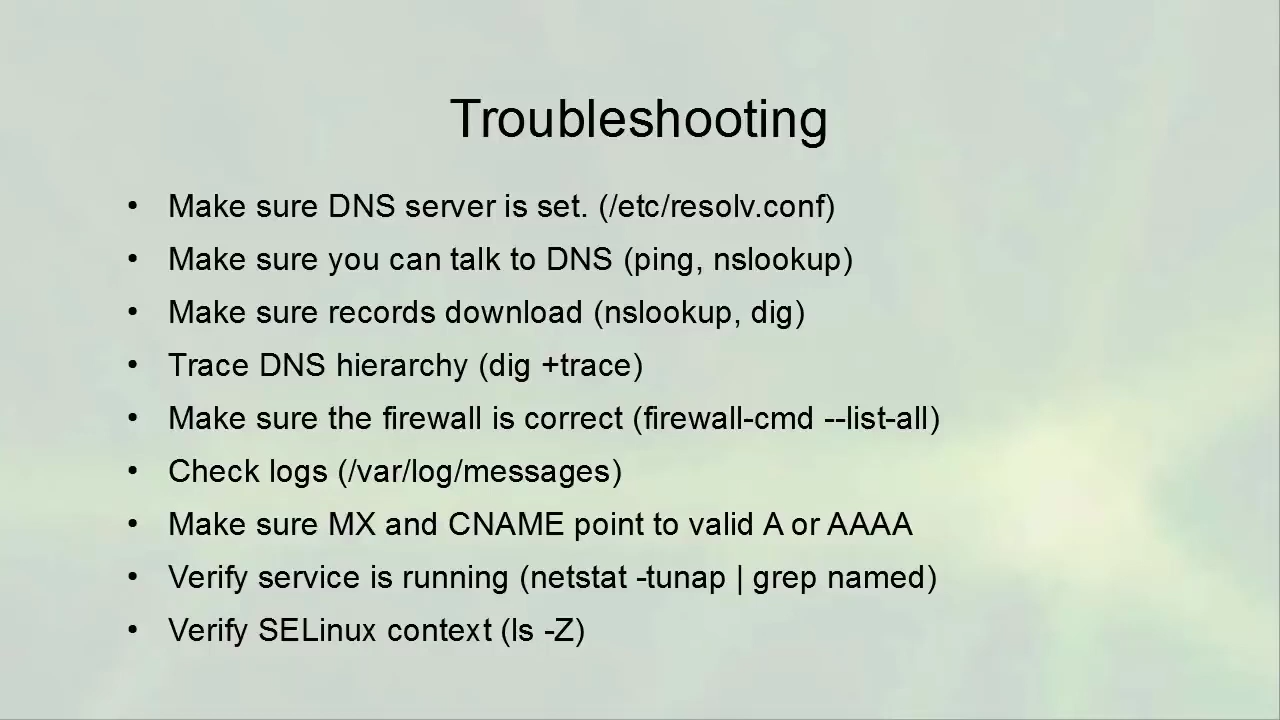 Troubleshooting
• Make sure DNS server is set. (/etc/resolv.conf)
• Make sure you can talk to DNS (ping, nslookup)
• Make sure records download (nslookup, dig)
• Trace DNS hierarchy (dig +trace)
• Make sure the firewall is correct (firewall-cmd --list-all)
• Check logs (/var/log/messages)
• Make sure MX and CNAME point to valid A or AAAA
• Verify service is running (netstat -tunap | grep named)
• Verify SELinux context (ls -Z)